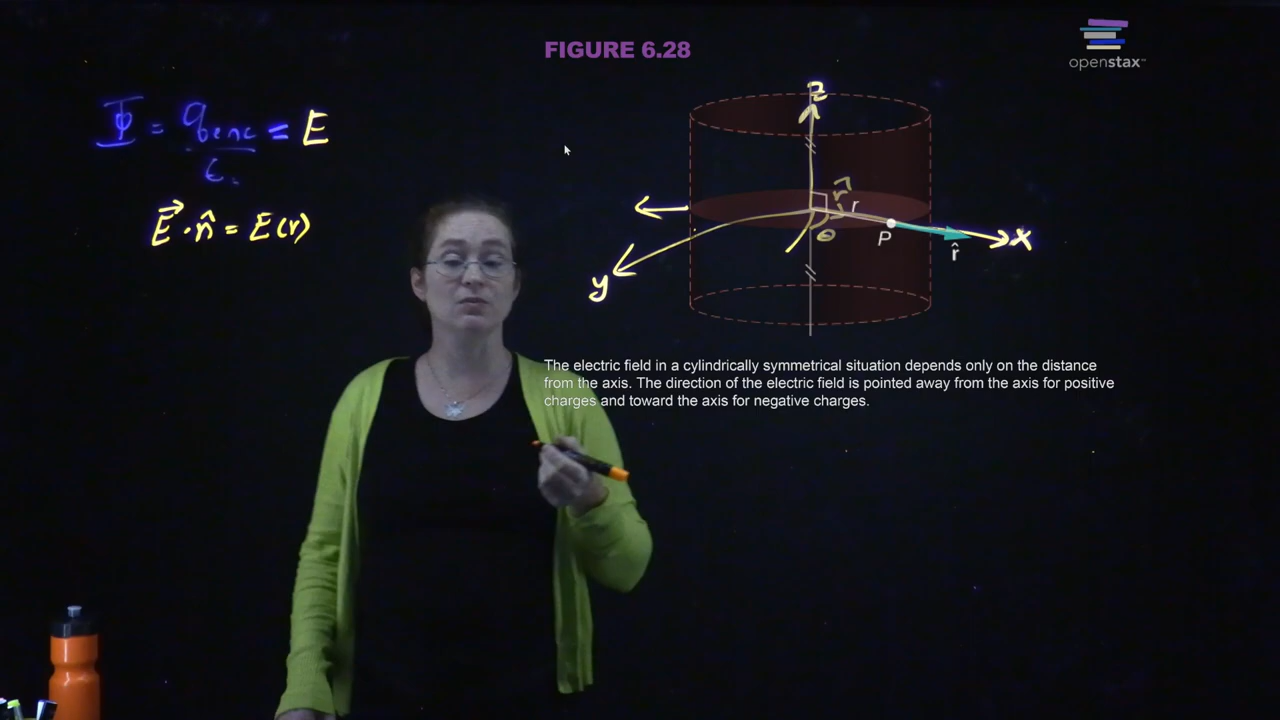 FIGURE 6.28
openstax™
Φ = qenc / ε = E
E⃗ · n̂ = E(r)
z
r⃗
r
θ
P
r̂
x
y
The electric field in a cylindrically symmetrical situation depends only on the distance
from the axis. The direction of the electric field is pointed away from the axis for positive
charges and toward the axis for negative charges.